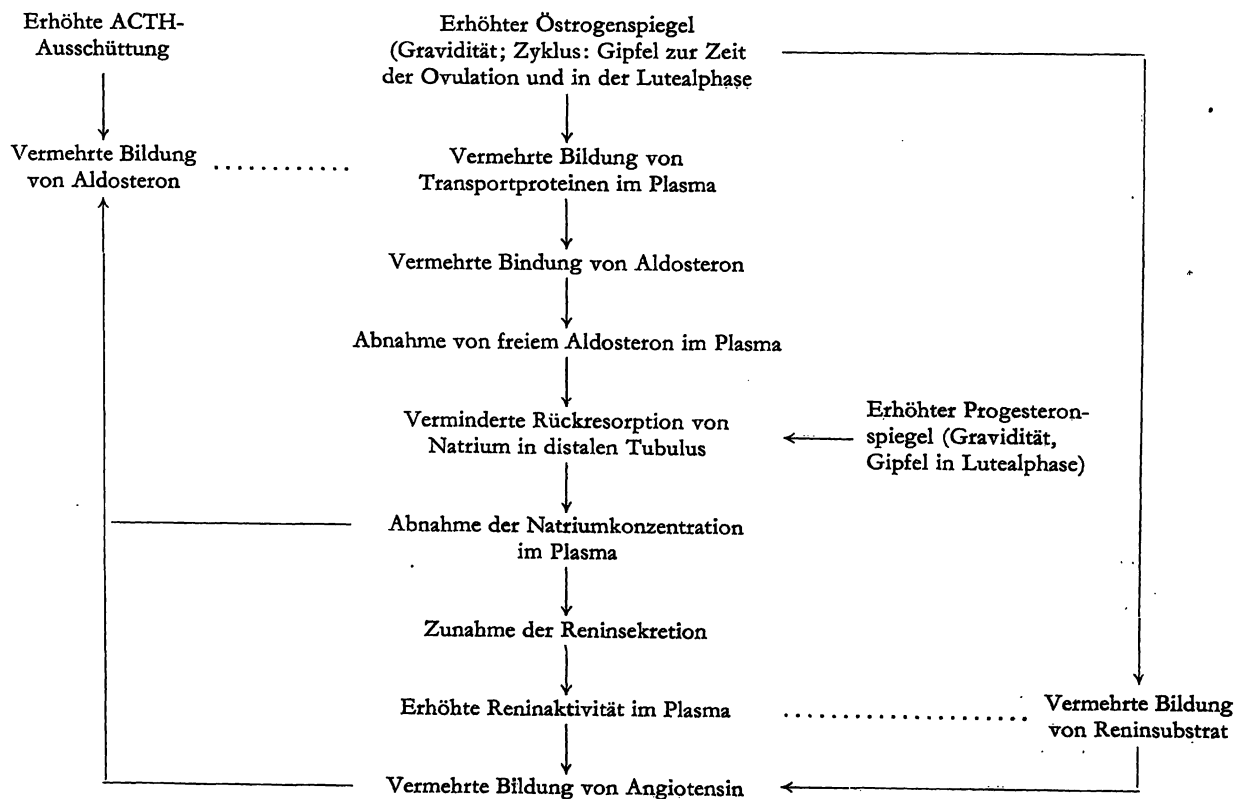 Erhöhte ACTH-
Ausschüttung
Erhöhter Östrogenspiegel
(Gravidität; Zyklus: Gipfel zur Zeit
der Ovulation und in der Lutealphase
Vermehrte Bildung
von Aldosteron
Vermehrte Bildung von
Transportproteinen im Plasma
Vermehrte Bindung von Aldosteron
Abnahme von freiem Aldosteron im Plasma
Verminderte Rückresorption von
Natrium in distalen Tubulus
Erhöhter Progesteron-
spiegel (Gravidität,
Gipfel in Lutealphase)
Abnahme der Natriumkonzentration
im Plasma
Zunahme der Reninsekretion
Erhöhte Reninaktivität im Plasma
Vermehrte Bildung
von Reninsubstrat
Vermehrte Bildung von Angiotensin